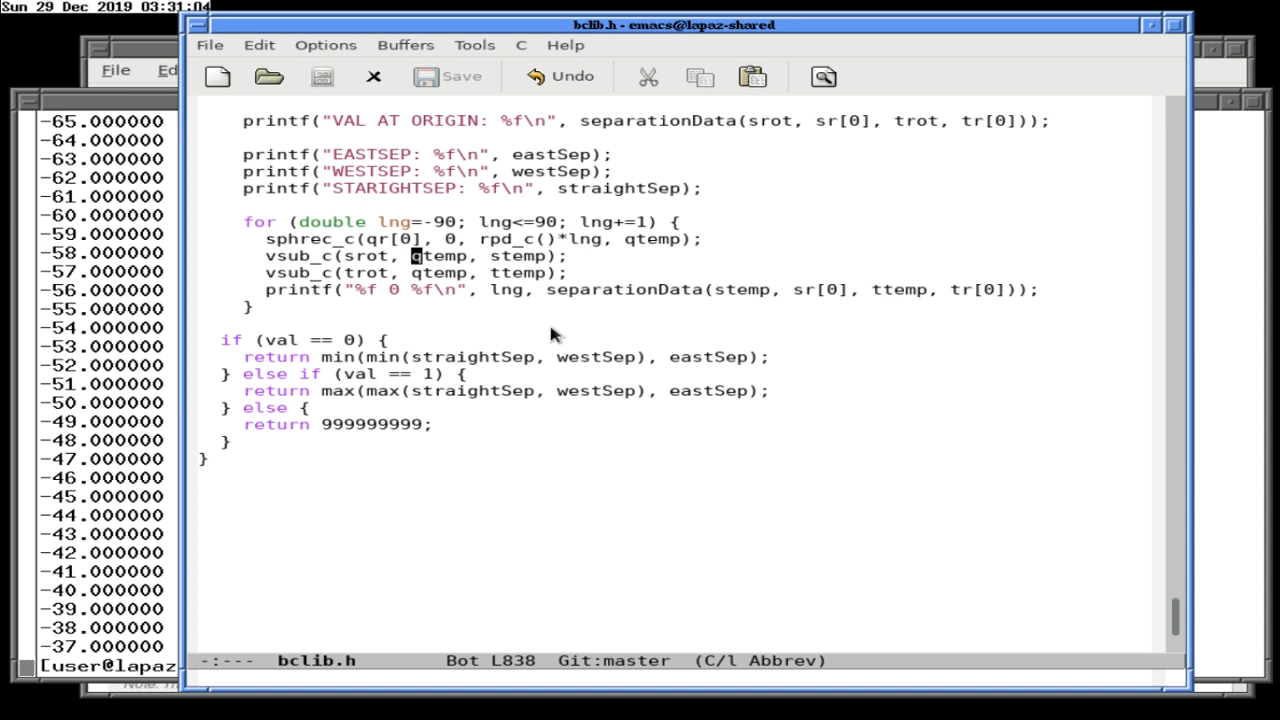 Sun 29 Dec 2019 03:31:04
bclib.h - emacs@lapaz-shared
File Edit Options Buffers Tools C Help
File Ed
Save Undo
printf("VAL AT ORIGIN: %f\n", separationData(srot, sr[0], trot, tr[0]));
printf("EASTSEP: %f\n", eastSep);
printf("WESTSEP: %f\n", westSep);
printf("STARIGHTSEP: %f\n", straightSep);
for (double lng=-90; lng<=90; lng+=1) {
sphrec_c(qr[0], 0, rpd_c()*lng, qtemp);
vsub_c(srot, qtemp, stemp);
vsub_c(trot, qtemp, ttemp);
printf("%f 0 %f\n", lng, separationData(stemp, sr[0], ttemp, tr[0]));
}
if (val == 0) {
return min(min(straightSep, westSep), eastSep);
} else if (val == 1) {
return max(max(straightSep, westSep), eastSep);
} else {
return 999999999;
}
}
-:--- bclib.h Bot L838 Git:master (C/l Abbrev)
-65.000000
-64.000000
-63.000000
-62.000000
-61.000000
-60.000000
-59.000000
-58.000000
-57.000000
-56.000000
-55.000000
-54.000000
-53.000000
-52.000000
-51.000000
-50.000000
-49.000000
-48.000000
-47.000000
-46.000000
-45.000000
-44.000000
-43.000000
-42.000000
-41.000000
-40.000000
-39.000000
-38.000000
-37.000000
[user@lapaz